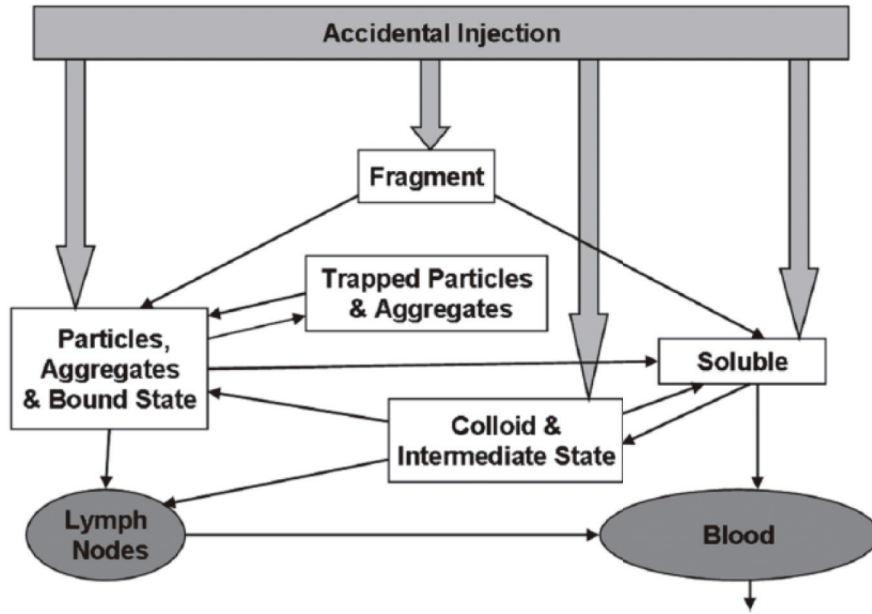 Accidental Injection
Fragment
Trapped Particles
& Aggregates
Particles,
Aggregates
& Bound State
Soluble
Colloid &
Intermediate State
Lymph
Nodes
Blood